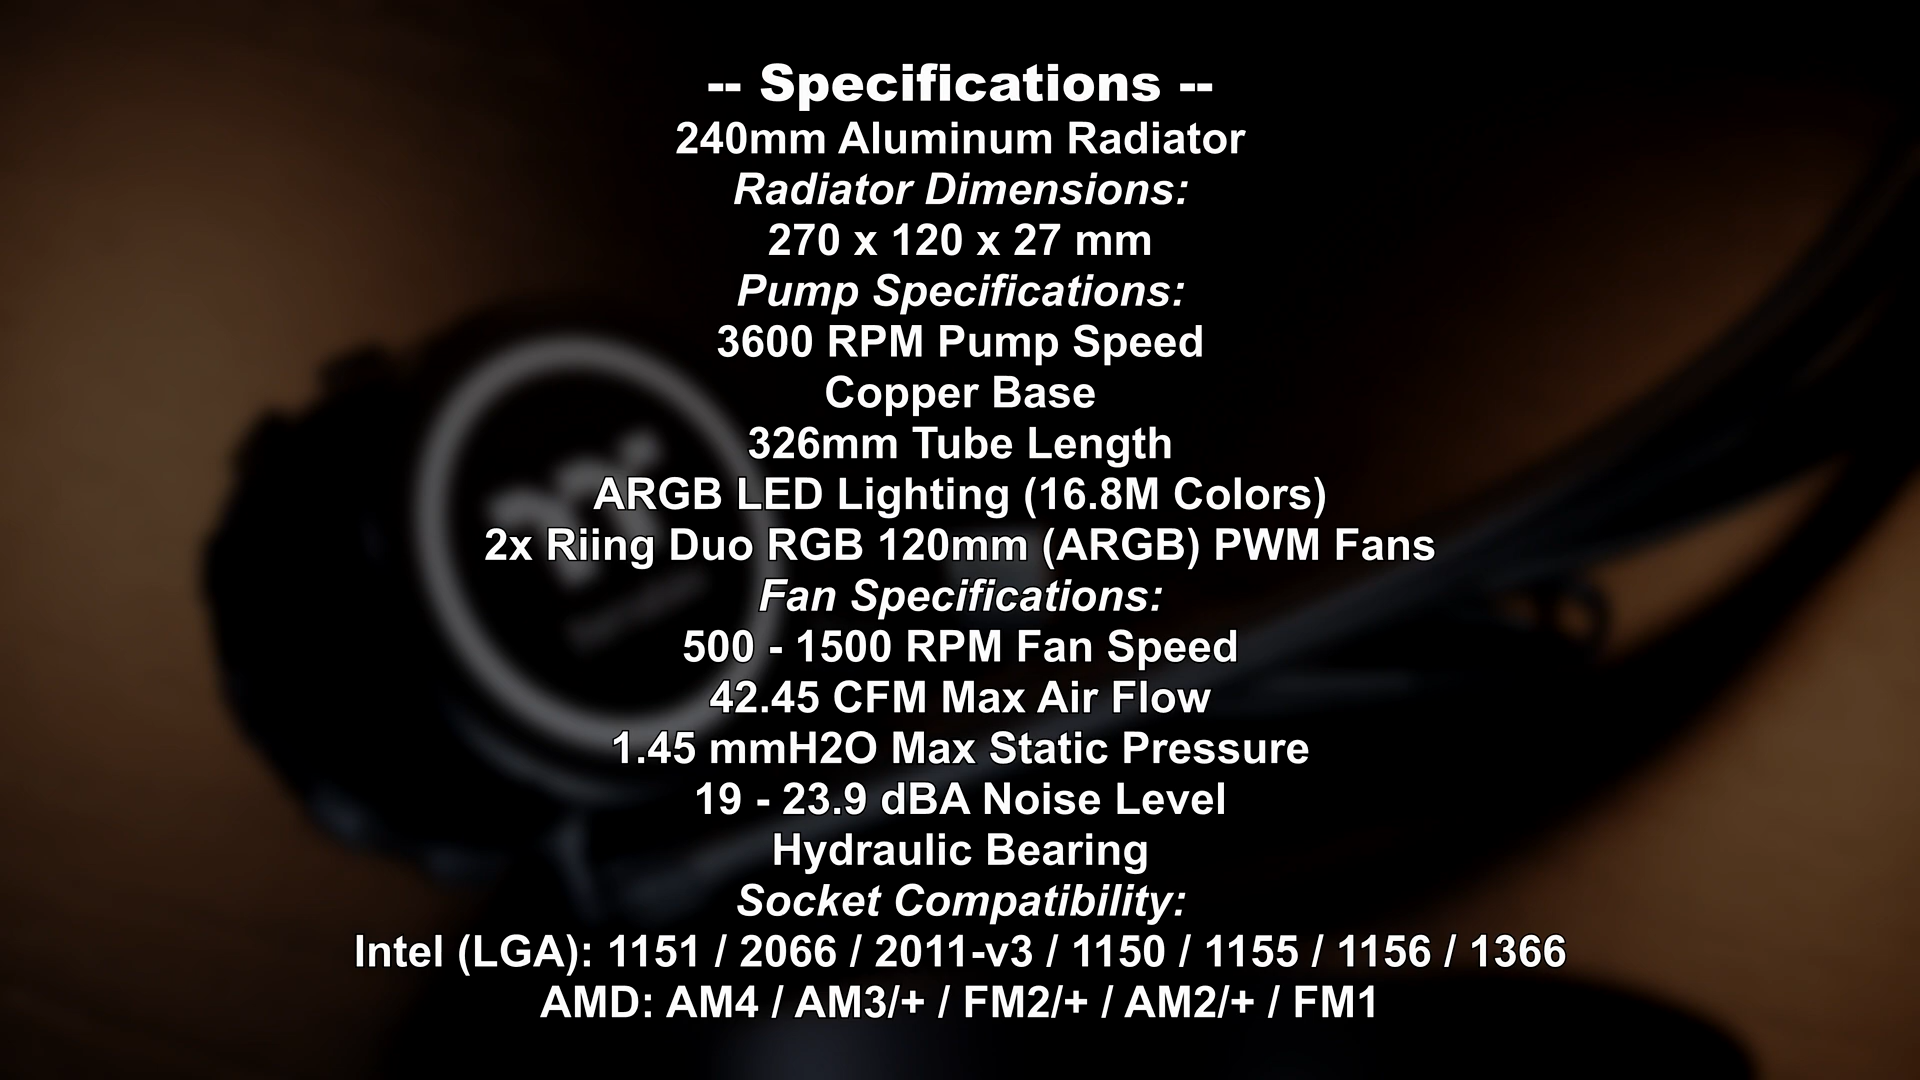 -- Specifications --
240mm Aluminum Radiator
Radiator Dimensions:
270 x 120 x 27 mm
Pump Specifications:
3600 RPM Pump Speed
Copper Base
326mm Tube Length
ARGB LED Lighting (16.8M Colors)
2x Riing Duo RGB 120mm (ARGB) PWM Fans
Fan Specifications:
500 - 1500 RPM Fan Speed
42.45 CFM Max Air Flow
1.45 mmH2O Max Static Pressure
19 - 23.9 dBA Noise Level
Hydraulic Bearing
Socket Compatibility:
Intel (LGA): 1151 / 2066 / 2011-v3 / 1150 / 1155 / 1156 / 1366
AMD: AM4 / AM3/+ / FM2/+ / AM2/+ / FM1